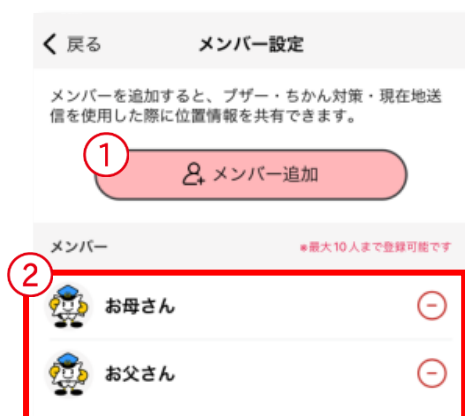 戻る
メンバー設定
メンバーを追加すると、ブザー・ちかん対策・現在地送
信を使用した際に位置情報を共有できます。
1
メンバー追加
メンバー
※最大10人まで登録可能です
2
お母さん
お父さん